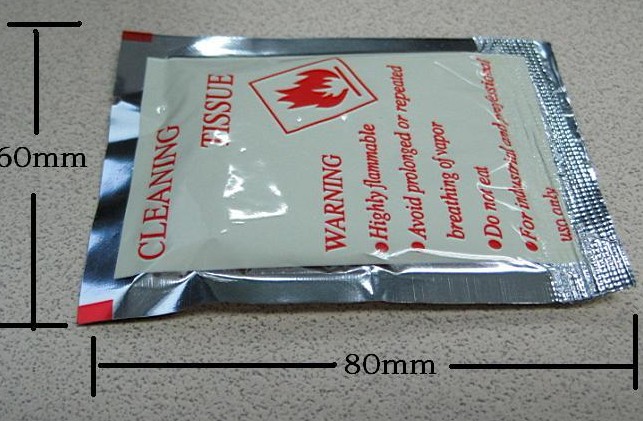 CLEANING
TISSUE
WARNING
●Highly flammable
●Avoid prolonged or repeated
breathing of vapor
●Do not eat
●For industrial and professional
use only
60mm
80mm